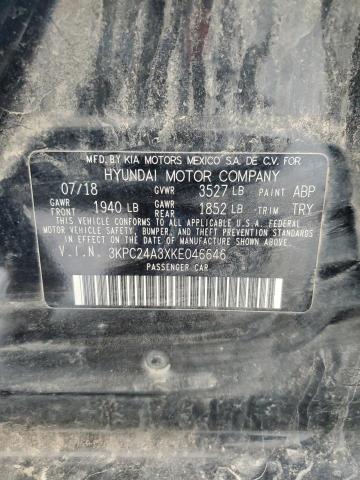 MFD. BY KIA MOTORS MEXICO S.A. DE C.V. FOR
HYUNDAI MOTOR COMPANY
07/18 GVWR 3527 LB PAINT ABP
GAWR FRONT 1940 LB GAWR REAR 1852 LB TRIM TRY
THIS VEHICLE CONFORMS TO ALL APPLICABLE U.S.A. FEDERAL
MOTOR VEHICLE SAFETY, BUMPER, AND THEFT PREVENTION
STANDARDS IN EFFECT ON THE DATE OF MANUFACTURE SHOWN ABOVE.
V.I.N. 3KPC24A3XKE046646
PASSENGER CAR